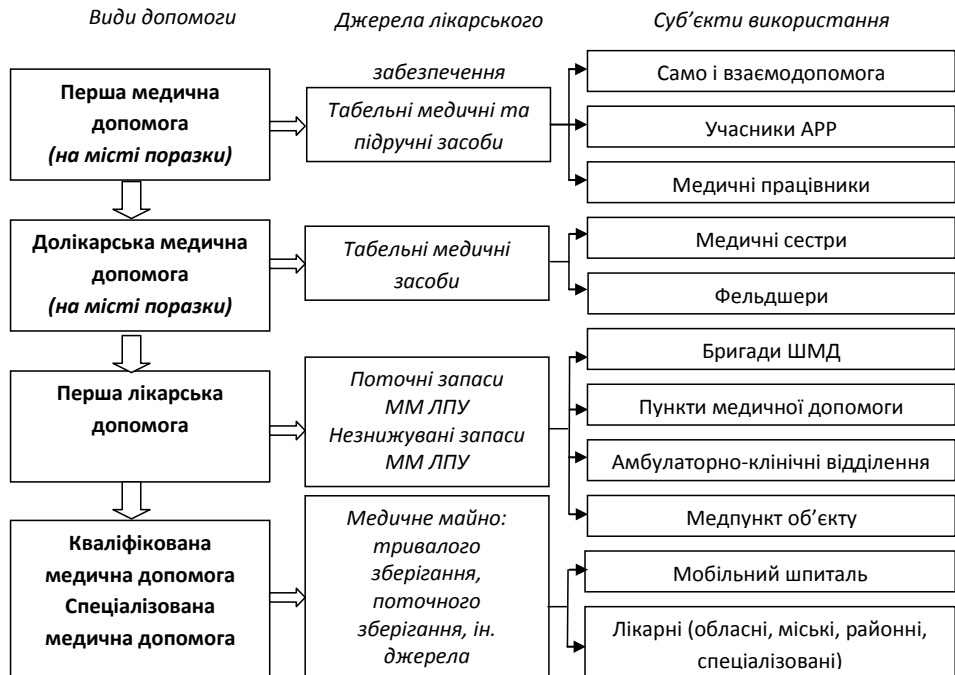 Види допомоги
Джерела лікарського
забезпечення
Суб’єкти використання
Перша медична
допомога
(на місті поразки)
Табельні медичні та
підручні засоби
Само і взаємодопомога
Учасники АРР
Медичні працівники
Долікарська медична
допомога
(на місті поразки)
Табельні медичні
засоби
Медичні сестри
Фельдшери
Перша лікарська
допомога
Поточні запаси
ММ ЛПУ
Незнижувані запаси
ММ ЛПУ
Бригади ШМД
Пункти медичної допомоги
Амбулаторно-клінічні відділення
Медпункт об’єкту
Кваліфікована
медична допомога
Спеціалізована
медична допомога
Медичне майно:
тривалого
зберігання,
поточного
зберігання, ін.
джерела
Мобільний шпиталь
Лікарні (обласні, міські, районні,
спеціалізовані)